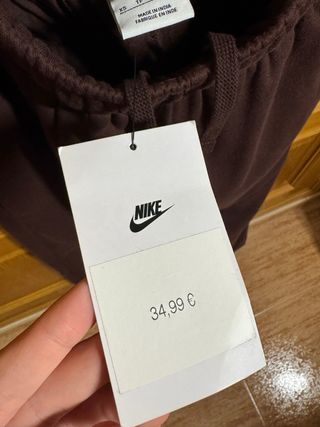 XS
MADE IN INDIA
FABRIQUÉ EN INDE
NIKE
34,99 €